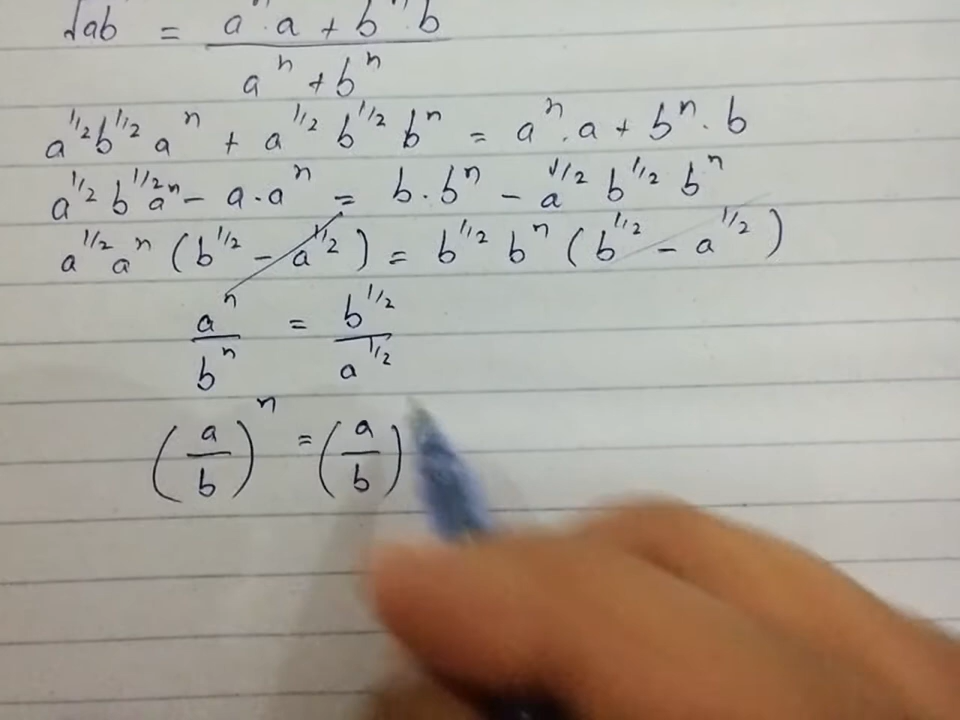 √ab = a^n . a + b^n . b
a^n + b^n
a^1/2 b^1/2 a^n + a^1/2 b^1/2 b^n = a^n . a + b^n . b
a^1/2 b^1/2 a^n - a . a^n = b . b^n - a^1/2 b^1/2 b^n
a^1/2 a^n (b^1/2 - a^1/2) = b^1/2 b^n (b^1/2 - a^1/2)
a^n/b^n = b^1/2/a^1/2
(a/b)^n = (a/b)